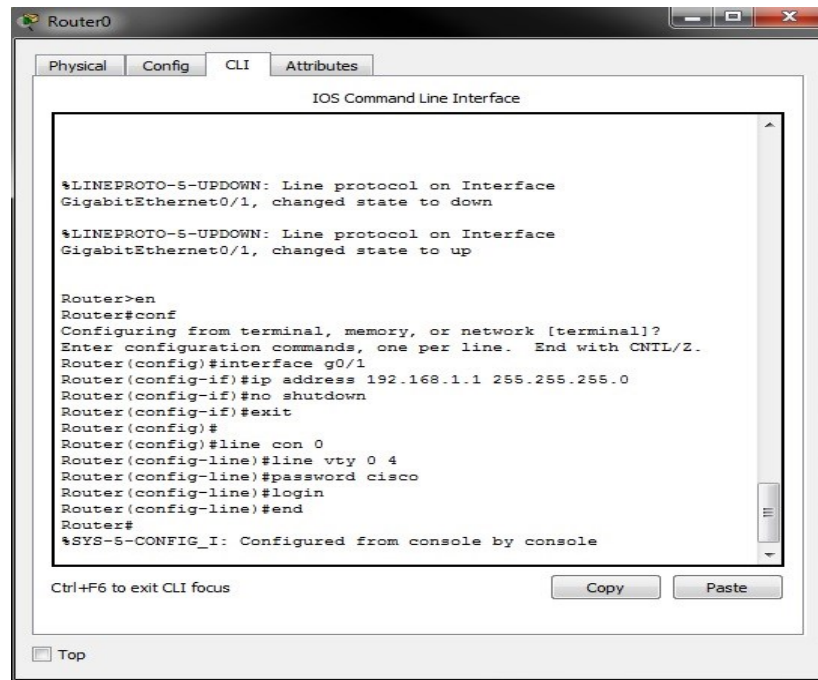 Router0
Physical Config CLI Attributes
IOS Command Line Interface
%LINEPROTO-5-UPDOWN: Line protocol on Interface
GigabitEthernet0/1, changed state to down
%LINEPROTO-5-UPDOWN: Line protocol on Interface
GigabitEthernet0/1, changed state to up
Router>en
Router#conf
Configuring from terminal, memory, or network [terminal]?
Enter configuration commands, one per line.  End with CNTL/Z.
Router(config)#interface g0/1
Router(config-if)#ip address 192.168.1.1 255.255.255.0
Router(config-if)#no shutdown
Router(config-if)#exit
Router(config)#
Router(config)#line con 0
Router(config-line)#line vty 0 4
Router(config-line)#password cisco
Router(config-line)#login
Router(config-line)#end
Router#
%SYS-5-CONFIG_I: Configured from console by console
Ctrl+F6 to exit CLI focus Copy Paste
Top